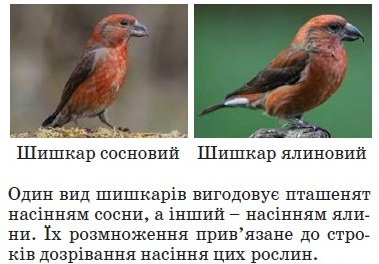 Шишкар сосновий Шишкар ялиновий
Один вид шишкарів вигодовує пташенят
насінням сосни, а інший – насінням яли-
ни. Їх розмноження прив’язане до стро-
ків дозрівання насіння цих рослин.